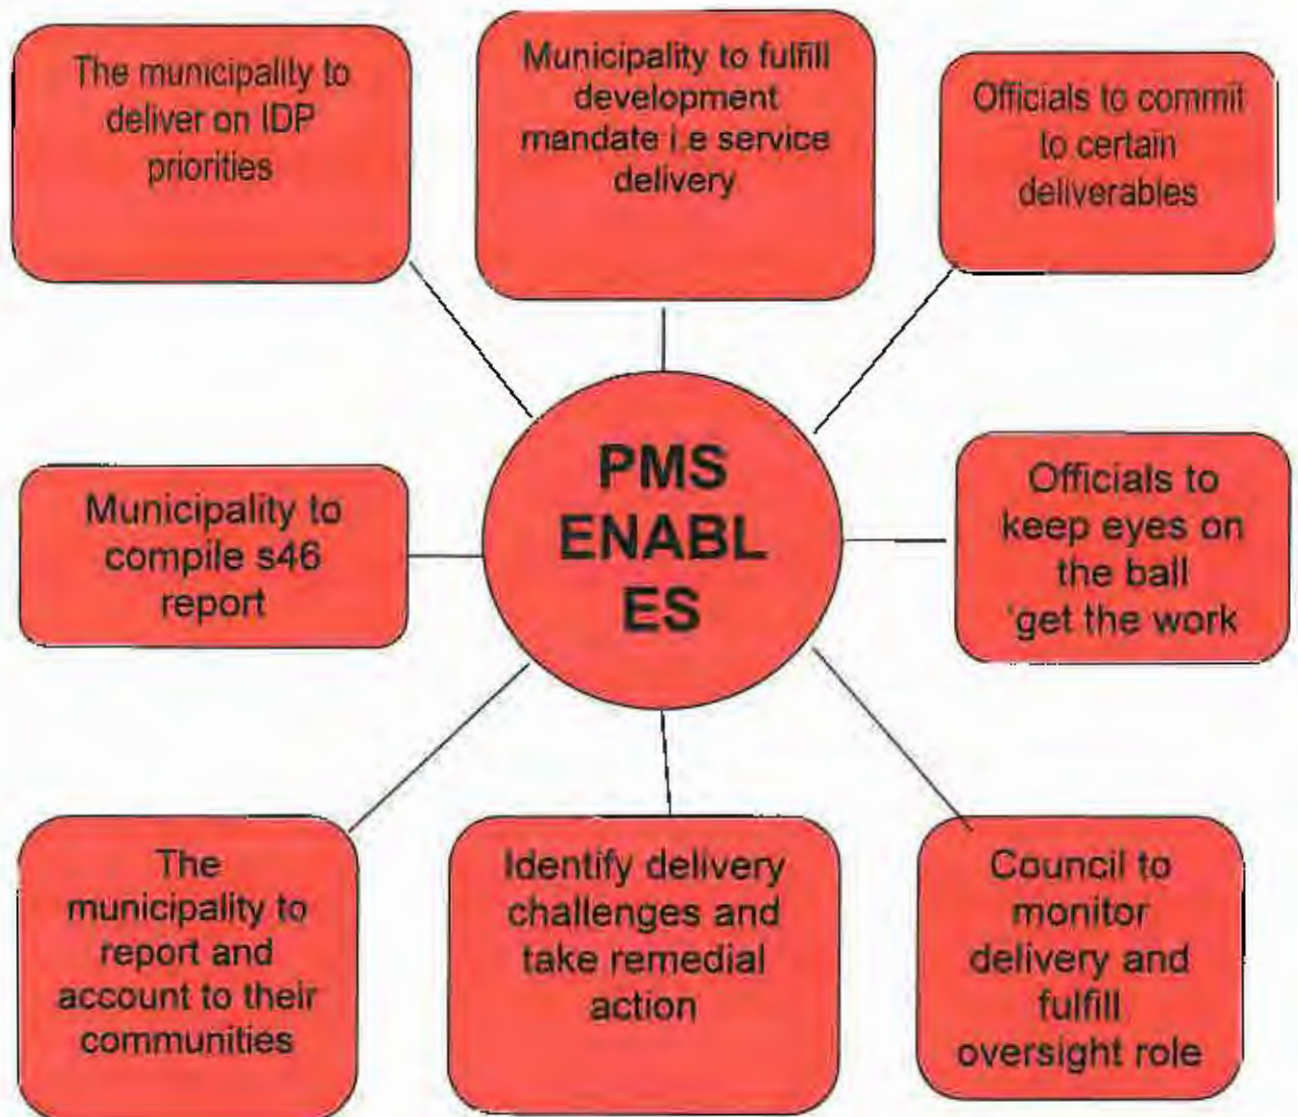 The municipality to
deliver on IDP
priorities
Municipality to fulfill
development
mandate i.e service
delivery
Officials to commit
to certain
deliverables
Municipality to
compile s46
report
PMS
ENABL
ES
Officials to
keep eyes on
the ball
'get the work
The
municipality to
report and
account to their
communities
Identify delivery
challenges and
take remedial
action
Council to
monitor
delivery and
fulfill
oversight role